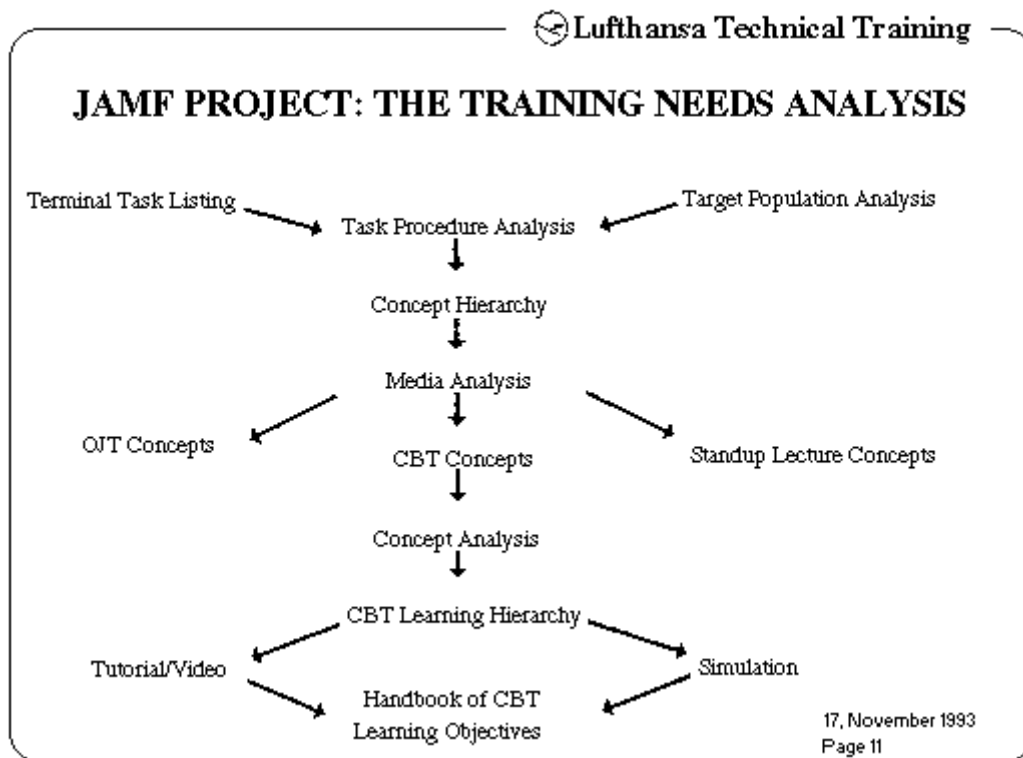 Lufthansa Technical Training
JAMF PROJECT: THE TRAINING NEEDS ANALYSIS
Terminal Task Listing
Target Population Analysis
Task Procedure Analysis
Concept Hierarchy
Media Analysis
OJT Concepts
CBT Concepts
Standup Lecture Concepts
Concept Analysis
CBT Learning Hierarchy
Tutorial/Video
Simulation
Handbook of CBT
Learning Objectives
17, November 1993
Page 11